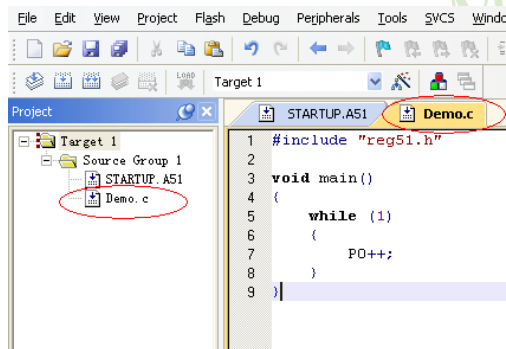 File Edit View Project Flash Debug Peripherals Tools SVCS
LOAD Target 1
Project
STARTUP.A51 Demo.c
Target 1
Source Group 1
STARTUP.A51
Demo.c
1 #include "reg51.h"
2
3 void main()
4 {
5 while (1)
6 {
7 P0++;
8 }
9 }